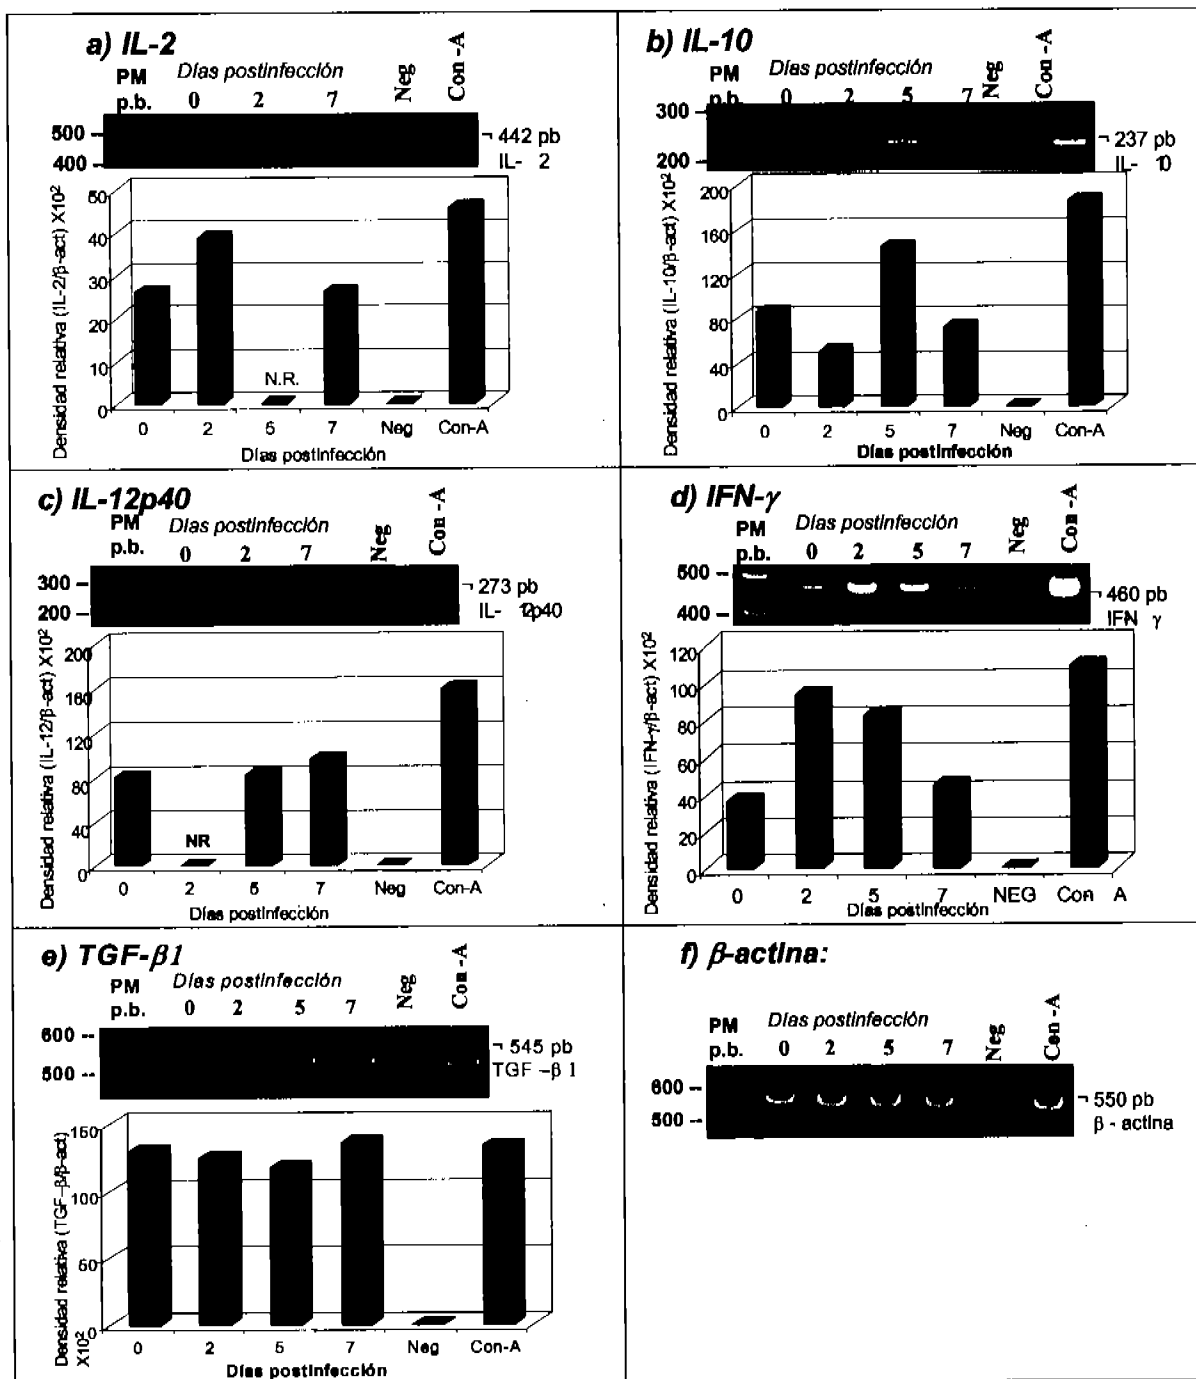 a) IL-2
PM Días postinfección Neg Con -A
p.b. 0 2 7
500 --
400 --
¬ 442 pb
IL- 2
Densidad relativa (IL-2/β-act) X10²
50
40
30
20
10
0
N.R.
0 2 5 7 Neg Con-A
Días postinfección
b) IL-10
PM Días postinfección Neg Con -A
p.b. 0 2 5 7
300 --
200 --
¬ 237 pb
IL- 10
Densidad relativa (IL-10/β-act) X10²
200
160
120
80
40
0
0 2 5 7 Neg Con-A
Días postinfección
c) IL-12p40
PM Días postinfección Neg Con -A
p.b. 0 2 7
300 --
200 --
¬ 273 pb
IL- 12p40
Densidad relativa (IL-12/β-act) X10²
200
160
120
80
40
0
NR
0 2 5 7 Neg Con-A
Días postinfección
d) IFN-γ
PM Días postinfección Neg Con -A
p.b. 0 2 5 7
500 --
400 --
¬ 460 pb
IFN γ
Densidad relativa (IFN-γ/β-act) X10²
120
100
80
60
40
20
0
0 2 5 7 NEG Con A
Días postinfección
e) TGF-β1
PM Días postinfección Neg Con -A
p.b. 0 2 5 7
600 --
500 --
¬ 545 pb
TGF -β1
Densidad relativa (TGF-β/β-act) X10²
150
100
50
0
0 2 5 7 Neg Con-A
Días postinfección
f) β-actina:
PM Días postinfección Neg Con -A
p.b. 0 2 5 7
600 --
500 --
¬ 550 pb
β - actina